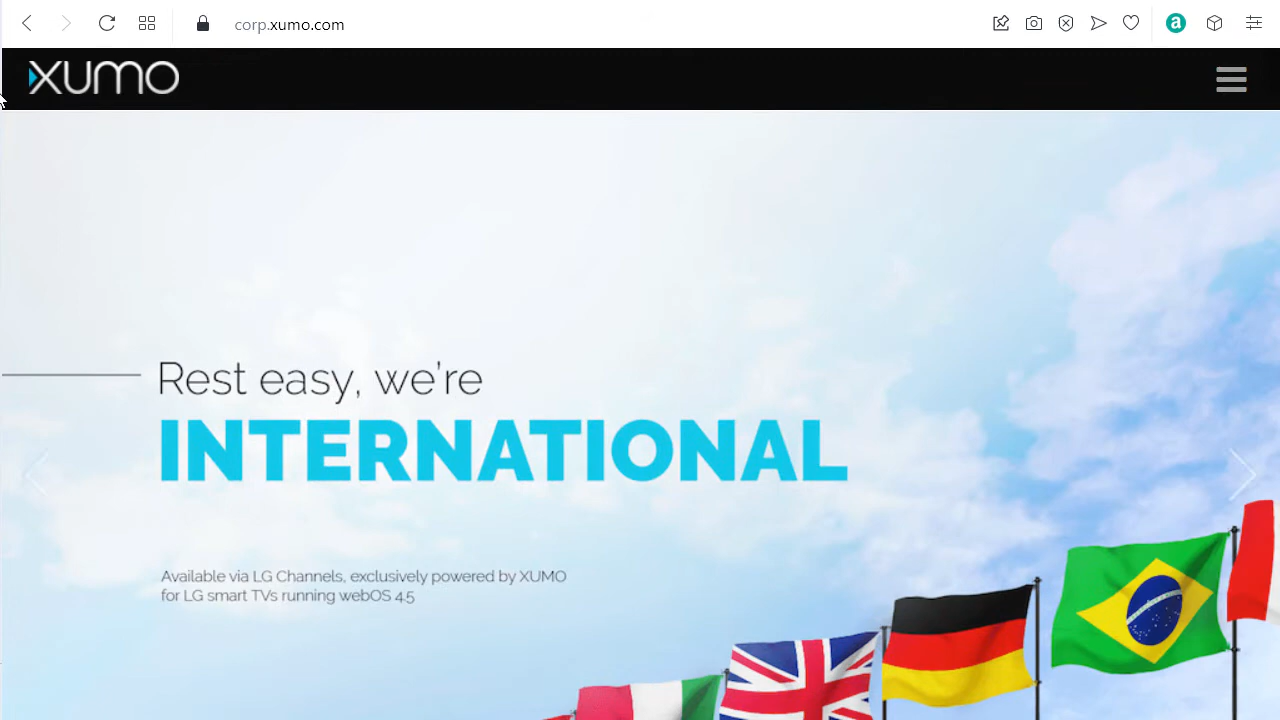 corp.xumo.com
XUMO
Rest easy, we're
INTERNATIONAL
Available via LG Channels, exclusively powered by XUMO
for LG smart TVs running webOS 4.5